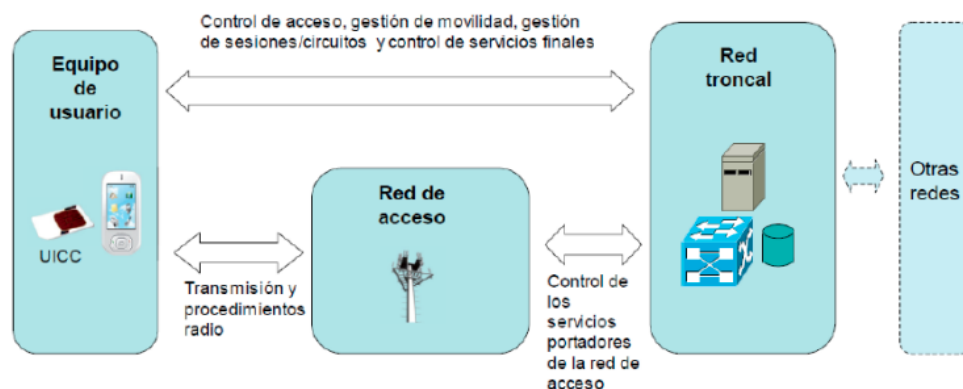 Control de acceso, gestión de movilidad, gestión
de sesiones/circuitos y control de servicios finales
Equipo
de
usuario
UICC
Transmisión y
procedimientos
radio
Red de
acceso
Control de
los
servicios
portadores
de la red de
acceso
Red
troncal
Otras
redes